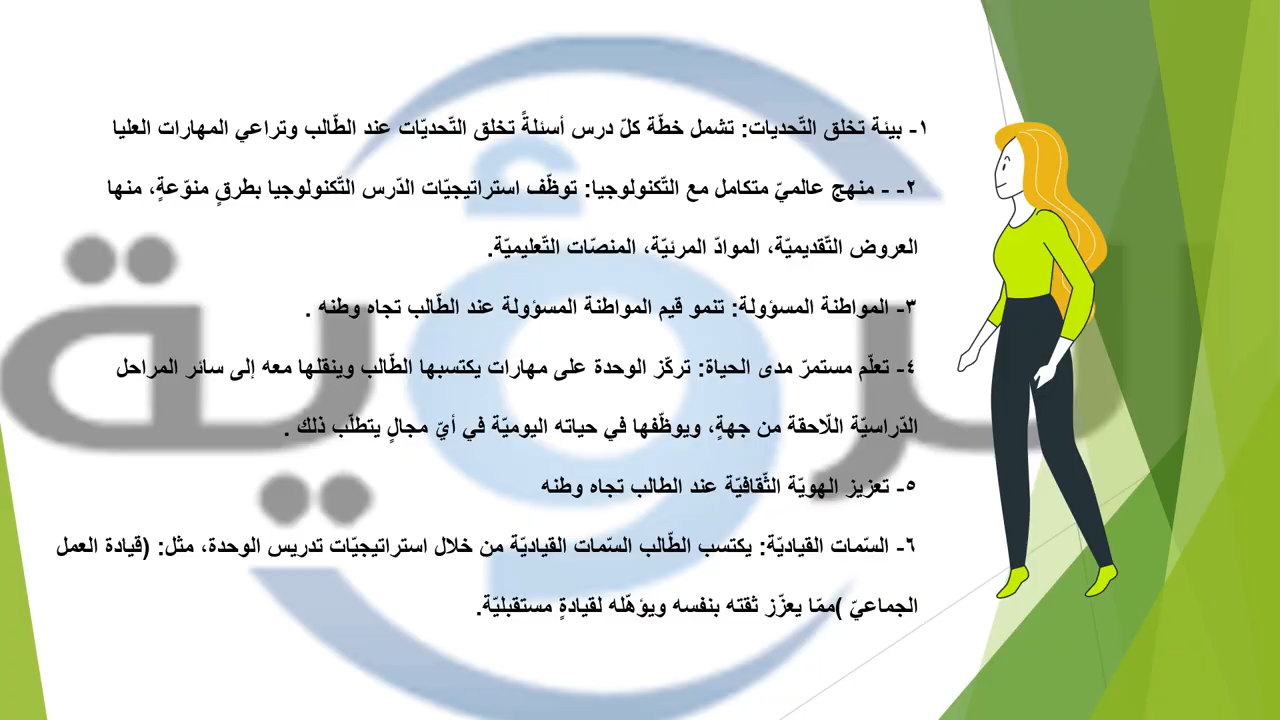 ١- بيئة تخلق التّحديات: تشمل خطّة كلّ درس أسئلةً تخلق التّحديّات عند الطّالب وتراعي المهارات العليا
٢- - منهج عالميّ متكامل مع التّكنولوجيا: توظّف استراتيجيّات الدّرس التّكنولوجيا بطرقٍ منوّعةٍ، منها
العروض التّقديميّة، الموادّ المرئيّة، المنصّات التّعليميّة.
٣- المواطنة المسؤولة: تنمو قيم المواطنة المسؤولة عند الطّالب تجاه وطنه .
٤- تعلّم مستمرّ مدى الحياة: تركّز الوحدة على مهارات يكتسبها الطّالب وينقلها معه إلى سائر المراحل
الدّراسيّة اللّاحقة من جهةٍ، ويوظّفها في حياته اليوميّة في أيّ مجالٍ يتطلّب ذلك .
٥- تعزيز الهويّة الثّقافيّة عند الطالب تجاه وطنه
٦- السّمات القياديّة: يكتسب الطّالب السّمات القياديّة من خلال استراتيجيّات تدريس الوحدة، مثل: (قيادة العمل
الجماعيّ )ممّا يعزّز ثقته بنفسه ويؤهّله لقيادةٍ مستقبليّة.